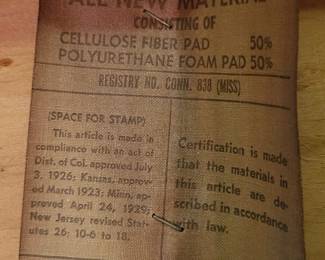 ALL NEW MATERIAL
CONSISTING OF
CELLULOSE FIBER PAD 50%
POLYURETHANE FOAM PAD 50%
REGISTRY NO. CONN. 838 (MISS)
(SPACE FOR STAMP)
This article is made in
compliance with an act of
Dist. of Col. approved July
3, 1926; Kansas, approv-
ed March 1923; Minn. ap-
proved April 24, 1929;
New Jersey revised Stat-
utes 26; 10-6 to 18.
Certification is made
that the materials in
this article are de-
scribed in accordance
with law.